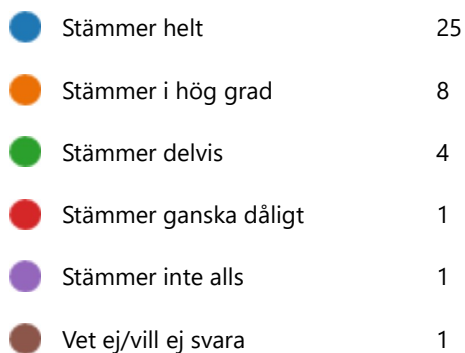 Stämmer helt 25
Stämmer i hög grad 8
Stämmer delvis 4
Stämmer ganska dåligt 1
Stämmer inte alls 1
Vet ej/vill ej svara 1